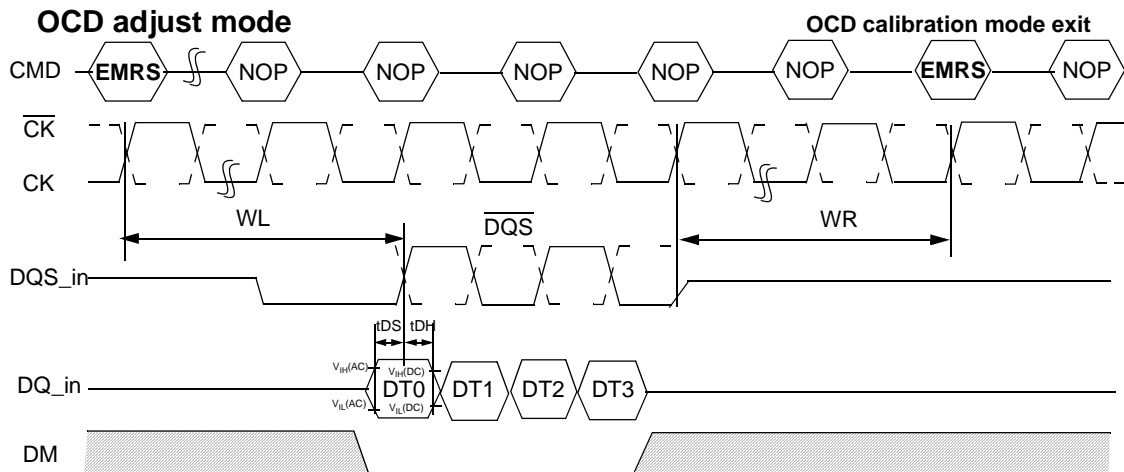 OCD adjust mode
OCD calibration mode exit
CMD
EMRS NOP NOP NOP NOP NOP EMRS NOP
CK
CK
WL
DQS
WR
DQS_in
tDS tDH
VIH(AC) VIH(DC)
DQ_in
DT0 DT1 DT2 DT3
VIL(AC) VIL(DC)
DM